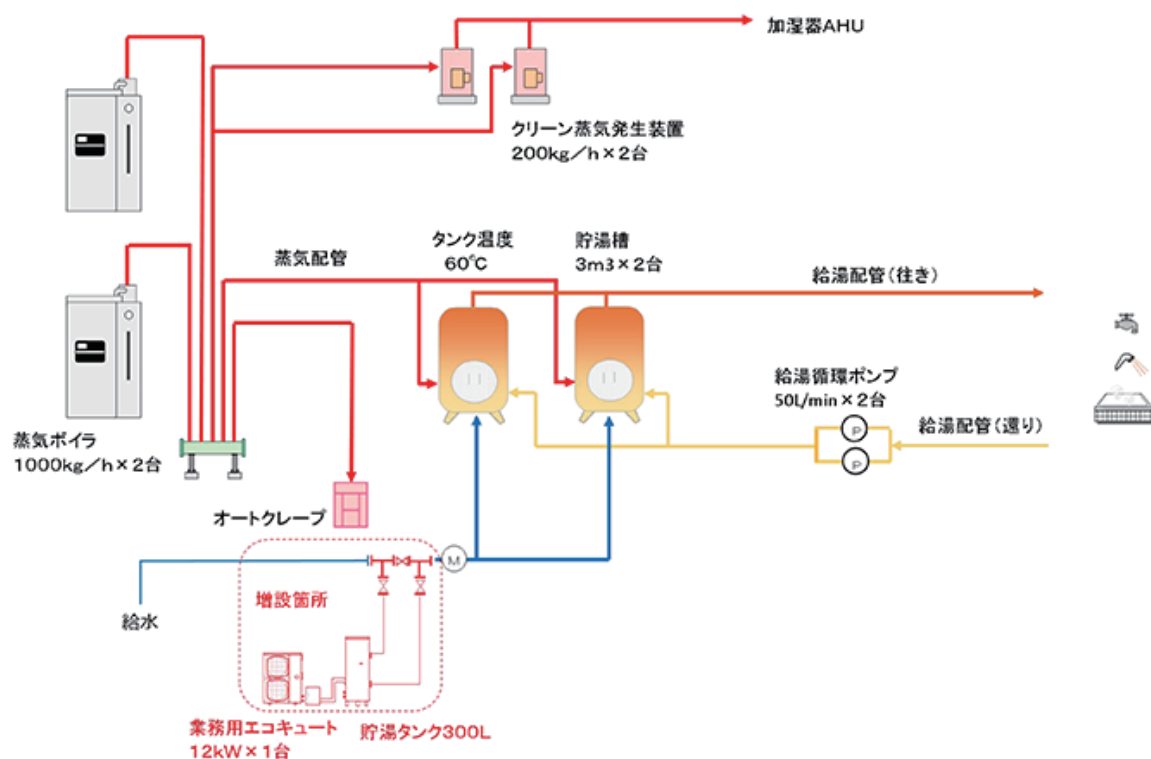 加湿器AHU
クリーン蒸気発生装置
200kg/h×2台
蒸気配管
タンク温度
60℃
貯湯槽
3m3×2台
給湯配管(往き)
給湯循環ポンプ
50L/min×2台
給湯配管(還り)
P
P
蒸気ボイラ
1000kg/h×2台
オートクレーブ
M
増設箇所
給水
業務用エコキュート
12kW×1台
貯湯タンク300L